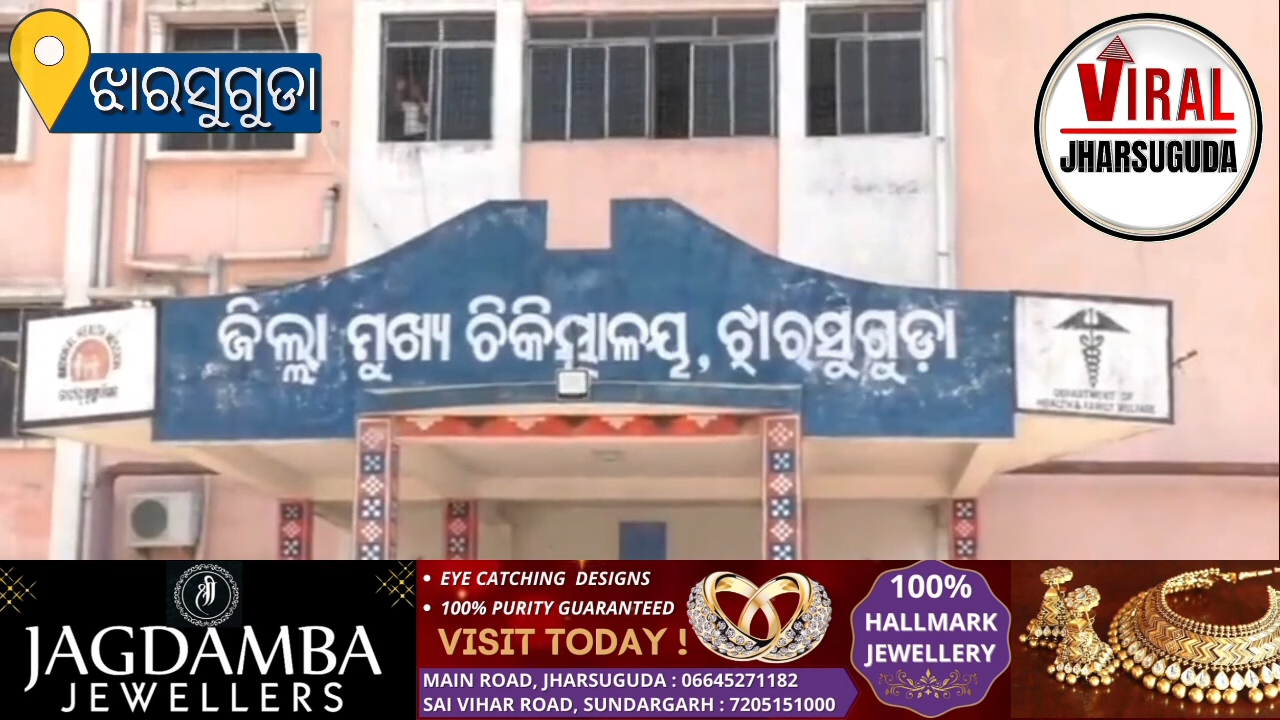 ଝାରସୁଗୁଡା
VIRAL
JHARSUGUDA
ଜିଲ୍ଲା ମୁଖ୍ୟ ଚିକିତ୍ସାଳୟ, ଝାରସୁଗୁଡ଼ା
DEPARTMENT OF
HEALTH & FAMILY WELFARE
श्री
JAGDAMBA
JEWELLERS
• EYE CATCHING DESIGNS
• 100% PURITY GUARANTEED
VISIT TODAY !
MAIN ROAD, JHARSUGUDA : 06645271182
SAI VIHAR ROAD, SUNDARGARH : 7205151000
100%
HALLMARK
JEWELLERY